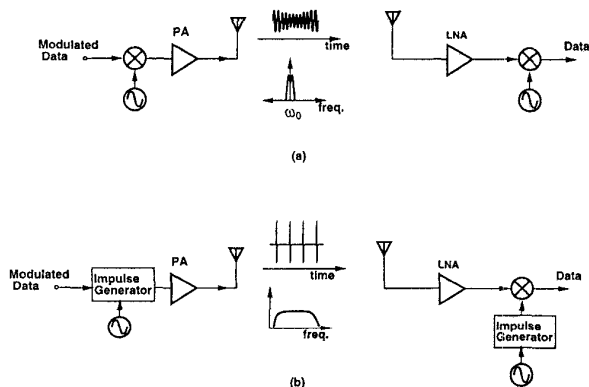 PA
Modulated
Data
time
ω0
freq.
LNA
Data
(a)
PA
Modulated
Data
Impulse
Generator
time
freq.
LNA
Data
Impulse
Generator
(b)